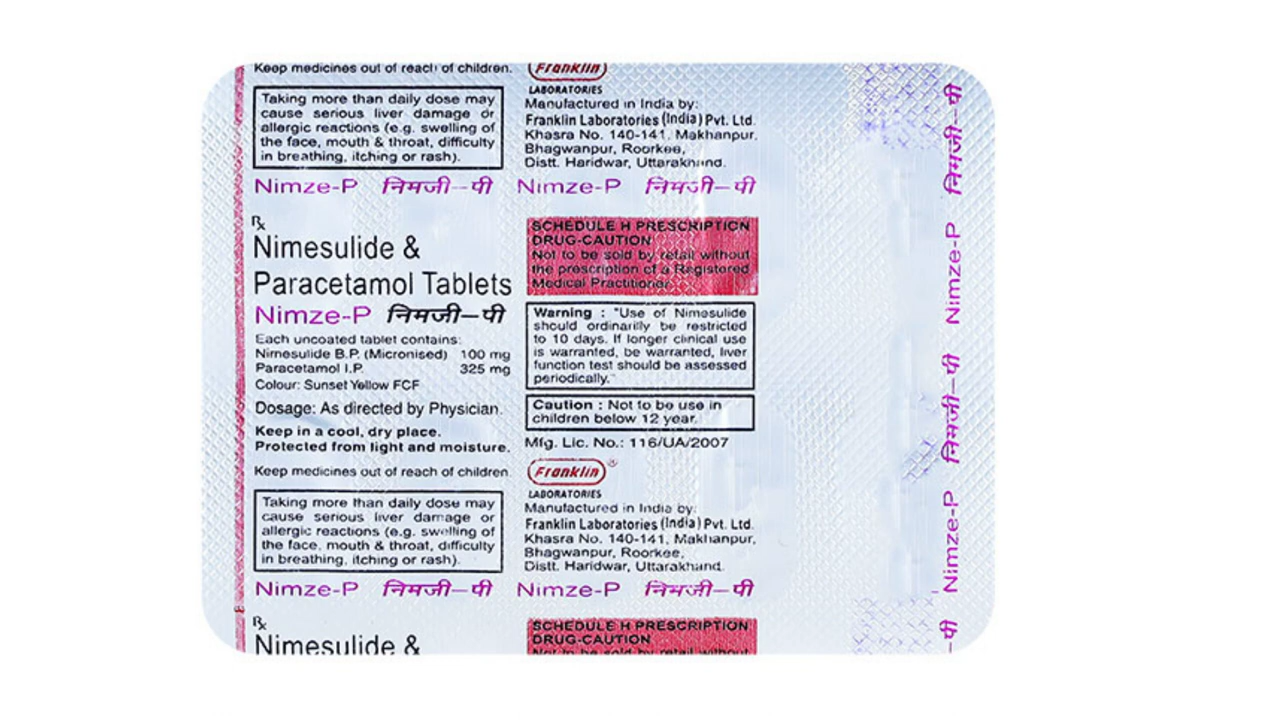 Keep medicines out of reach of children.
Taking more than daily dose may
cause serious liver damage or
allergic reactions (e.g. swelling of
the face, mouth & throat, difficulty
in breathing, itching or rash).
Franklin
LABORATORIES
Manufactured in India by:
Franklin Laboratories (India) Pvt. Ltd.
Khasra No. 140-141, Makhanpur,
Bhagwanpur, Roorkee,
Distt. Haridwar, Uttarakhand.
Nimze-P निमजी-पी Nimze-P निमजी-पी
Rx
Nimesulide &
Paracetamol Tablets
Nimze-P निमजी-पी
Each uncoated tablet contains:
Nimesulide B.P. (Micronised) 100 mg
Paracetamol I.P. 325 mg
Colour: Sunset Yellow FCF
Dosage: As directed by Physician.
Keep in a cool, dry place.
Protected from light and moisture.
Keep medicines out of reach of children.
Taking more than daily dose may
cause serious liver damage or
allergic reactions (e.g. swelling of
the face, mouth & throat, difficulty
in breathing, itching or rash).
SCHEDULE H PRESCRIPTION
DRUG-CAUTION
Not to be sold by retail without
the prescription of a Registered
Medical Practitioner.
Warning : "Use of Nimesulide
should ordinarilly be restricted
to 10 days. If longer clinical use
is warranted, be warranted, liver
function test should be assessed
periodically."
Caution : Not to be use in
children below 12 year.
Mfg. Lic. No.: 116/UA/2007
Franklin®
LABORATORIES
Manufactured in India by:
Franklin Laboratories (India) Pvt. Ltd.
Khasra No. 140-141, Makhanpur,
Bhagwanpur, Roorkee,
Distt. Haridwar, Uttarakhand.
Nimze-P निमजी-पी Nimze-P निमजी-पी
Rx
Nimesulide &
SCHEDULE H PRESCRIPTION
DRUG-CAUTION
Not to be sold by retail without
-पी Nimze-P निमजी-पी Nimze-P निमजी-पी